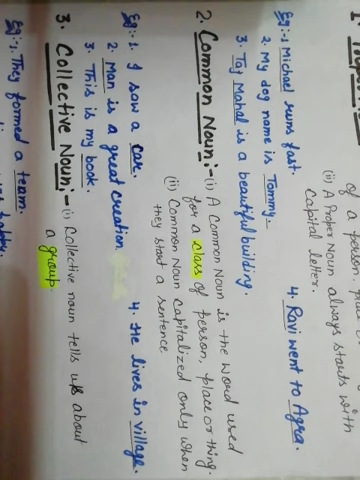 of a person, place
(ii) A Proper Noun always starts with
capital letter.
Eg:-1 Michael runs fast.
2. My dog name is Tommy.
3. Taj Mahal is a beautiful building.
4. Ravi went to Agra.
2. Common Noun:- (i) A Common Noun is the word used
for a class of person, place or thing.
(ii) Common Noun capitalized only when
they start a sentence
Eg:- 1. I sow a car.
2. Man is a great creation
3. This is my book.
4. He lives in village.
3. Collective Noun,- (i) Collective noun tells us about
a group.
Eg:-1. They formed a team.